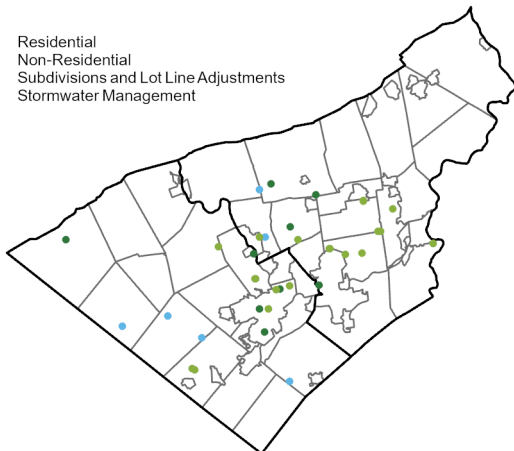 Residential
Non-Residential
Subdivisions and Lot Line Adjustments
Stormwater Management